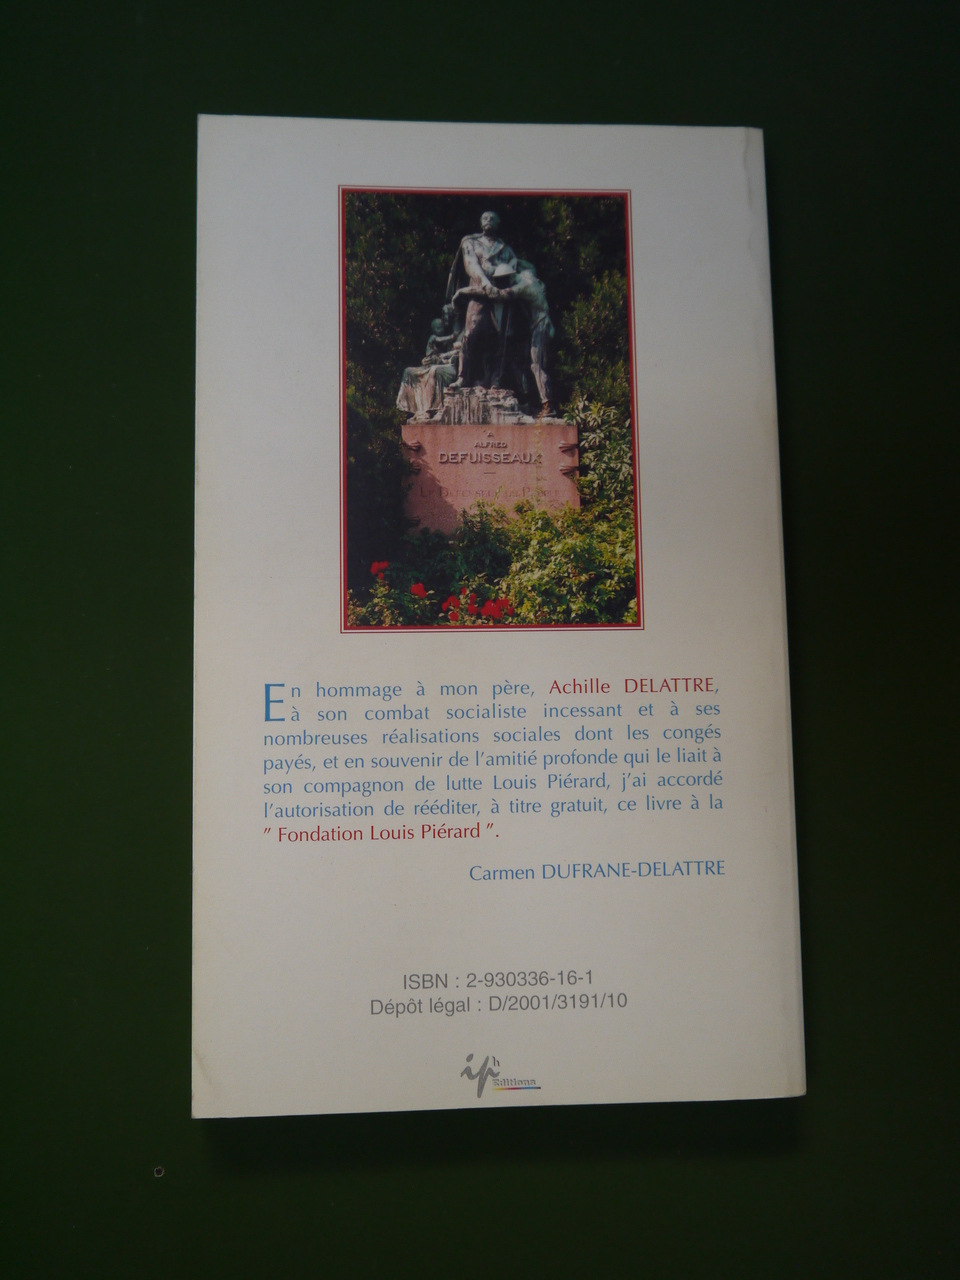 A
ALFRED
DEFUISSEAUX
En hommage à mon père, Achille DELATTRE,
à son combat socialiste incessant et à ses
nombreuses réalisations sociales dont les congés
payés, et en souvenir de l'amitié profonde qui le liait à
son compagnon de lutte Louis Piérard, j'ai accordé
l'autorisation de rééditer, à titre gratuit, ce livre à la
" Fondation Louis Piérard ".
Carmen DUFRANE-DELATTRE
ISBN : 2-930336-16-1
Dépôt légal : D/2001/3191/10
iph
Editions